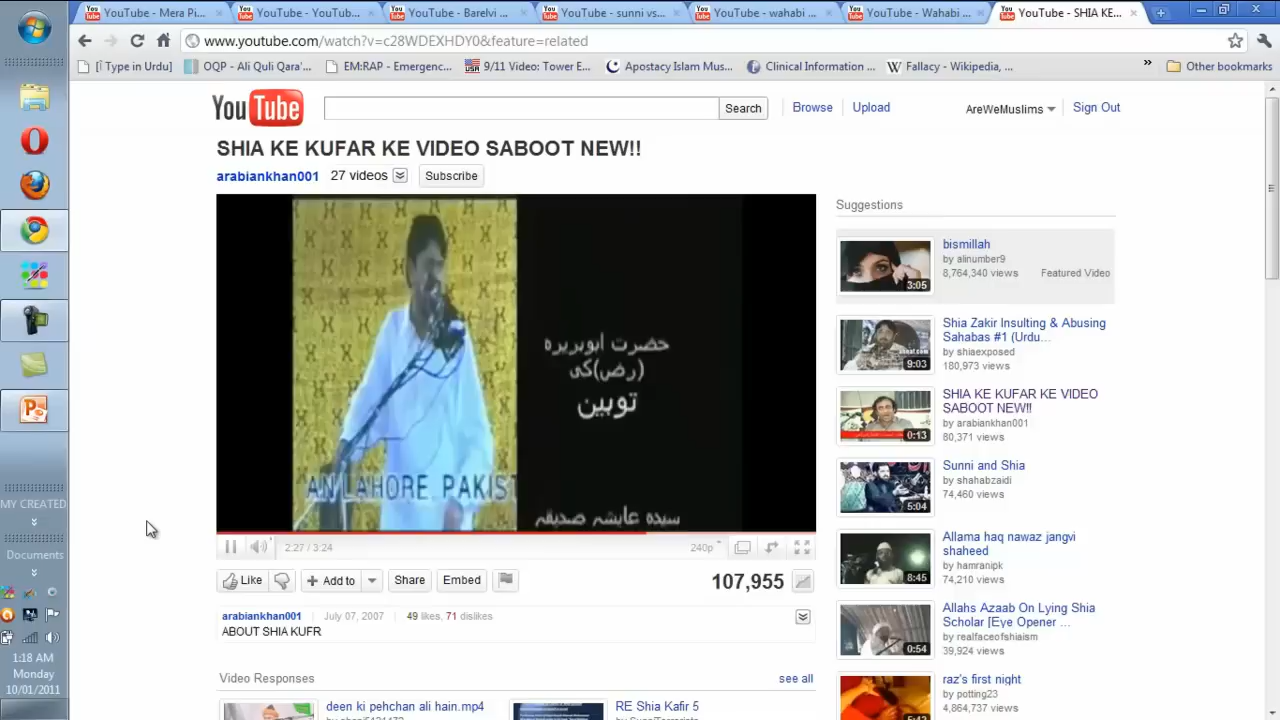 YouTube - Mera Pi...
YouTube - YouTub...
YouTube - Barelvi ...
YouTube - sunni vs...
YouTube - wahabi ...
YouTube - Wahabi ...
YouTube - SHIA KE...
www.youtube.com/watch?v=c28WDEXHDY0&feature=related
[ Type in Urdu]
OQP - Ali Quli Qara'...
EM:RAP - Emergenc...
9/11 Video: Tower E...
Apostacy Islam Mus...
Clinical Information ...
Fallacy - Wikipedia, ...
Other bookmarks
YouTube
Search
Browse
Upload
AreWeMuslims
Sign Out
SHIA KE KUFAR KE VIDEO SABOOT NEW!!
arabiankhan001 27 videos
Subscribe
حضرت ابوہریرہ
(رض)کی
توہین
AN LAHORE PAKIST
سیدہ عایشہ صدیقہ
2:27 / 3:24
240p
Like
Add to
Share
Embed
107,955
arabiankhan001 July 07, 2007 49 likes, 71 dislikes
ABOUT SHIA KUFR
Video Responses
see all
deen ki pehchan ali hain.mp4
RE Shia Kafir 5
Suggestions
bismillah
by alinumber9
8,764,340 views Featured Video
3:05
Shia Zakir Insulting & Abusing
Sahabas #1 (Urdu...
by shiaexposed
180,973 views
9:03
SHIA KE KUFAR KE VIDEO
SABOOT NEW!!
by arabiankhan001
80,371 views
0:13
Sunni and Shia
by shahabzaidi
74,460 views
5:04
Allama haq nawaz jangvi
shaheed
by hamranipk
74,210 views
8:45
Allahs Azaab On Lying Shia
Scholar [Eye Opener ...
by realfaceofshiaism
39,924 views
0:54
raz's first night
by potting23
4,854,737 views
MY CREATED
Documents
1:18 AM
Monday
10/01/2011